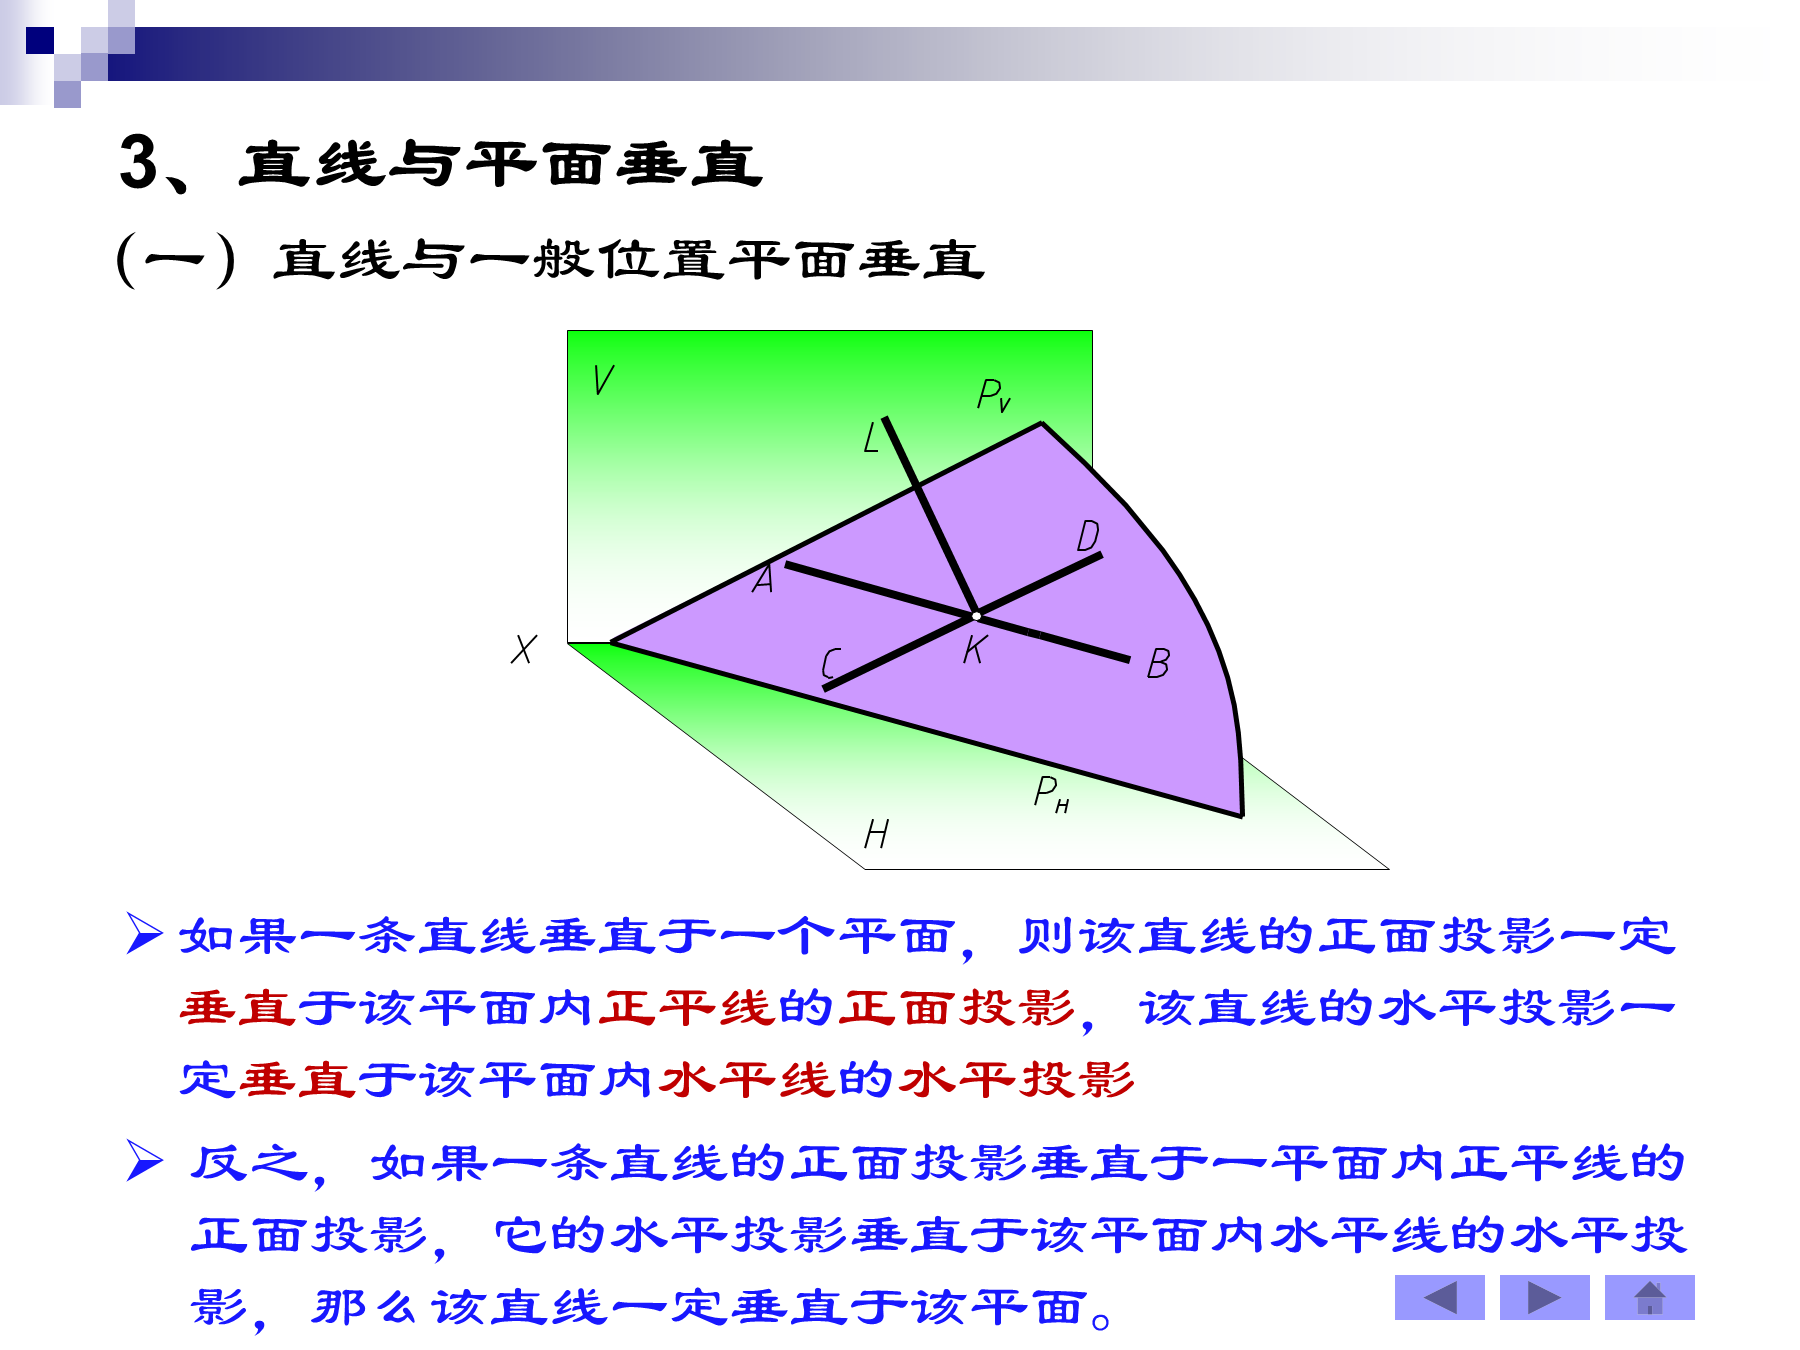 3、直线与平面垂直
（一）直线与一般位置平面垂直
V
PV
L
D
A
X
C
K
B
PH
H
如果一条直线垂直于一个平面，则该直线的正面投影一定
垂直于该平面内正平线的正面投影，该直线的水平投影一
定垂直于该平面内水平线的水平投影
反之，如果一条直线的正面投影垂直于一平面内正平线的
正面投影，它的水平投影垂直于该平面内水平线的水平投
影，那么该直线一定垂直于该平面。